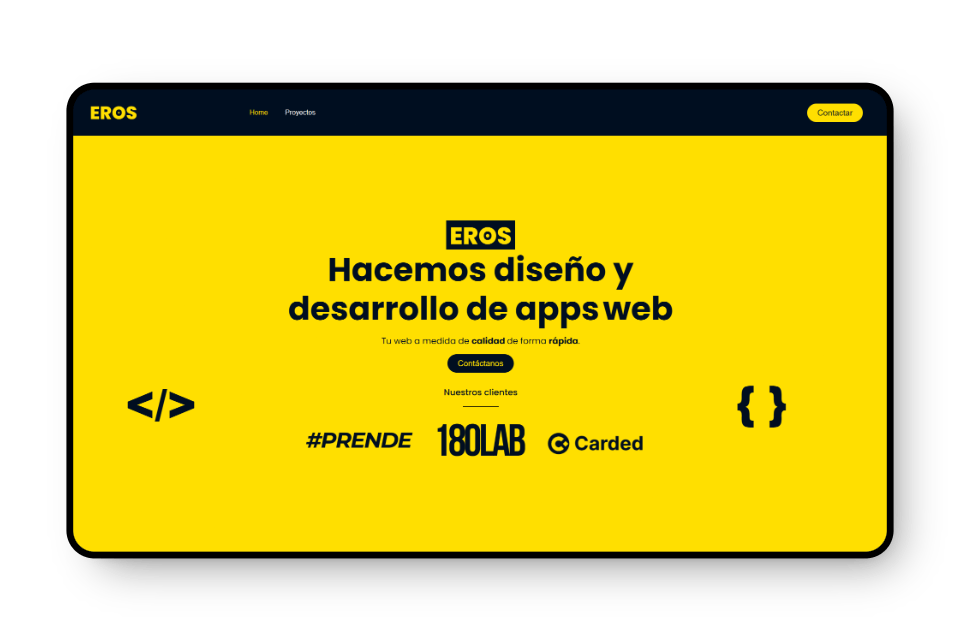 EROS
Home Proyectos
Contactar
EROS
Hacemos diseño y
desarrollo de apps web
Tu web a medida de calidad de forma rápida.
Contáctanos
Nuestros clientes
</> { }
#PRENDE 180LAB Carded